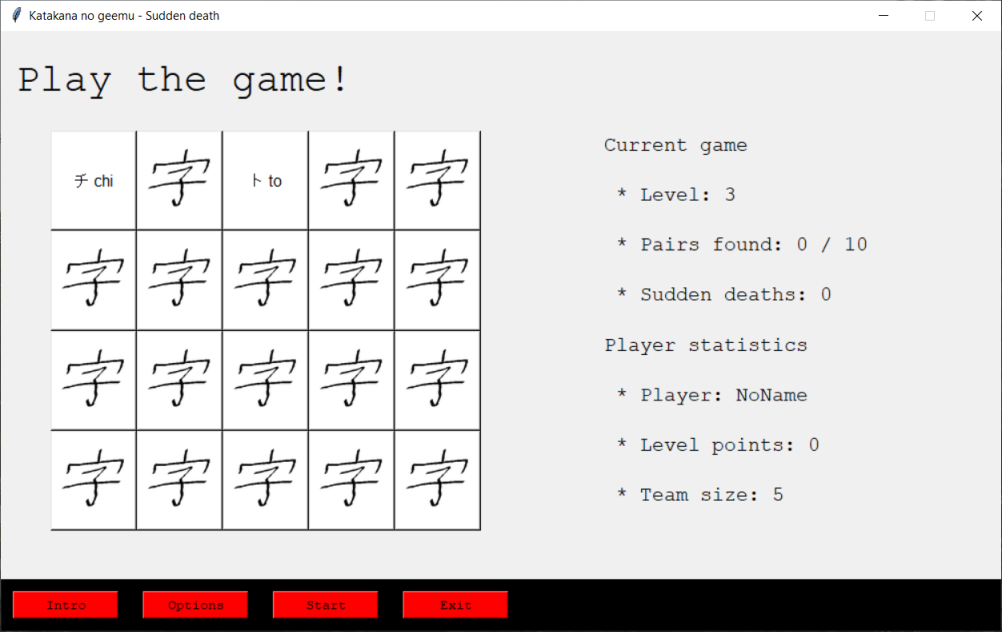 Katakana no geemu - Sudden death
Play the game!
チ chi 字 ト to 字 字
字 字 字 字 字
字 字 字 字 字
字 字 字 字 字
Current game
* Level: 3
* Pairs found: 0 / 10
* Sudden deaths: 0
Player statistics
* Player: NoName
* Level points: 0
* Team size: 5
Intro Options Start Exit